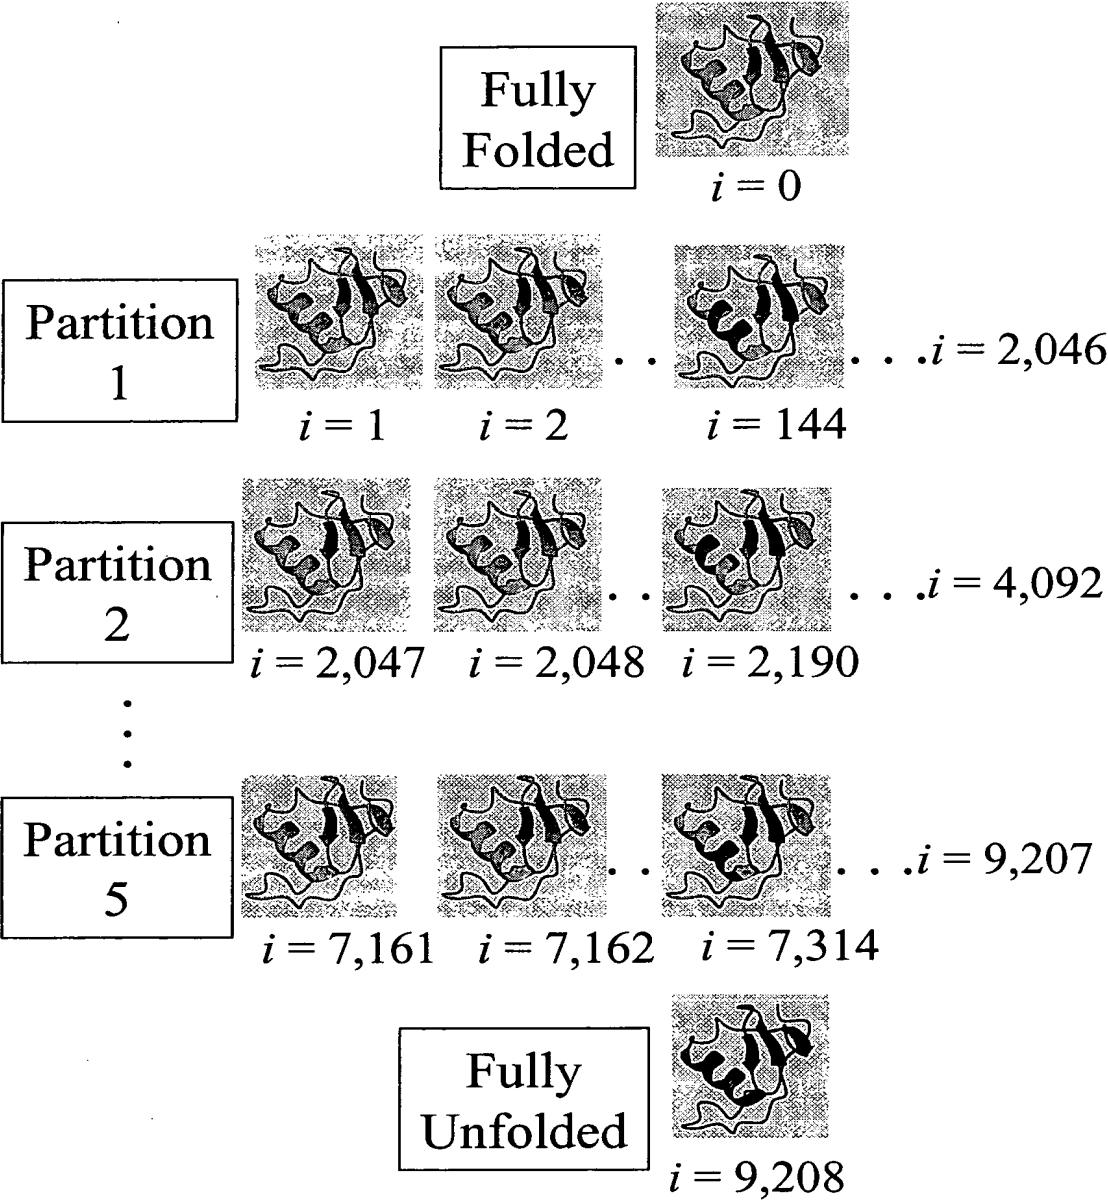 Fully
Folded
i = 0
Partition
1
. . . . . i = 2,046
i = 1 i = 2 i = 144
Partition
2
. . . . . i = 4,092
i = 2,047 i = 2,048 i = 2,190
Partition
5
. . . . . i = 9,207
i = 7,161 i = 7,162 i = 7,314
Fully
Unfolded
i = 9,208